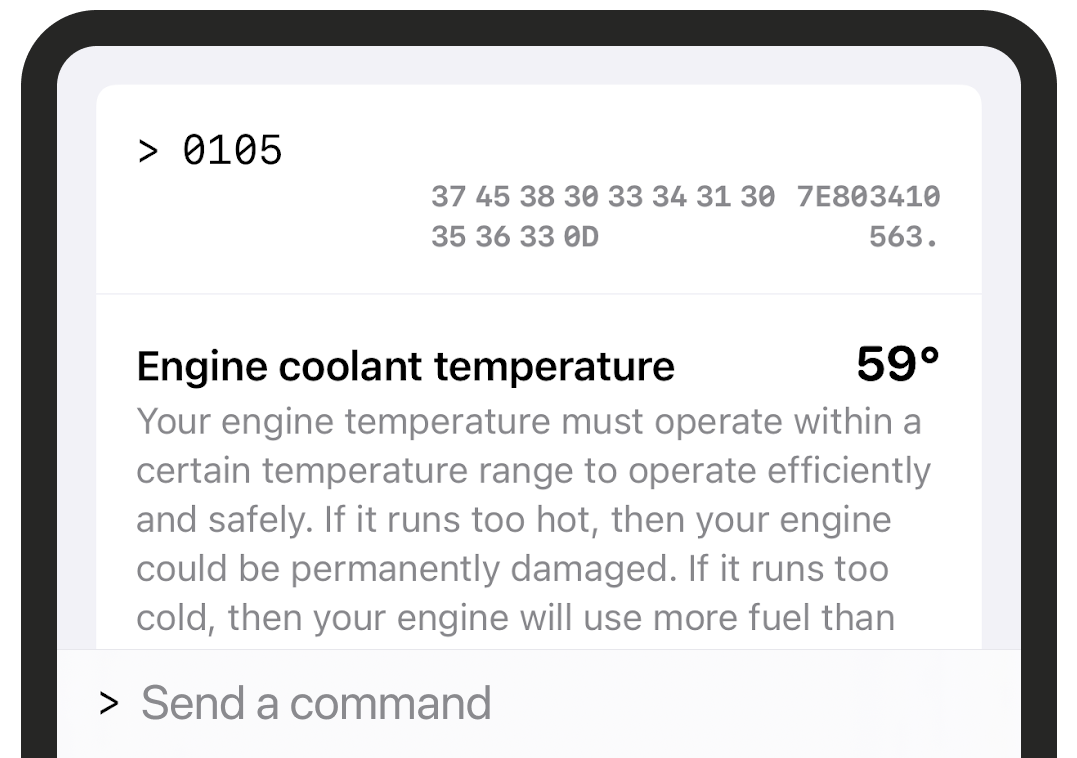 > 0105
37 45 38 30 33 34 31 30 7E803410
35 36 33 0D 563.
Engine coolant temperature 59°
Your engine temperature must operate within a
certain temperature range to operate efficiently
and safely. If it runs too hot, then your engine
could be permanently damaged. If it runs too
cold, then your engine will use more fuel than
> Send a command